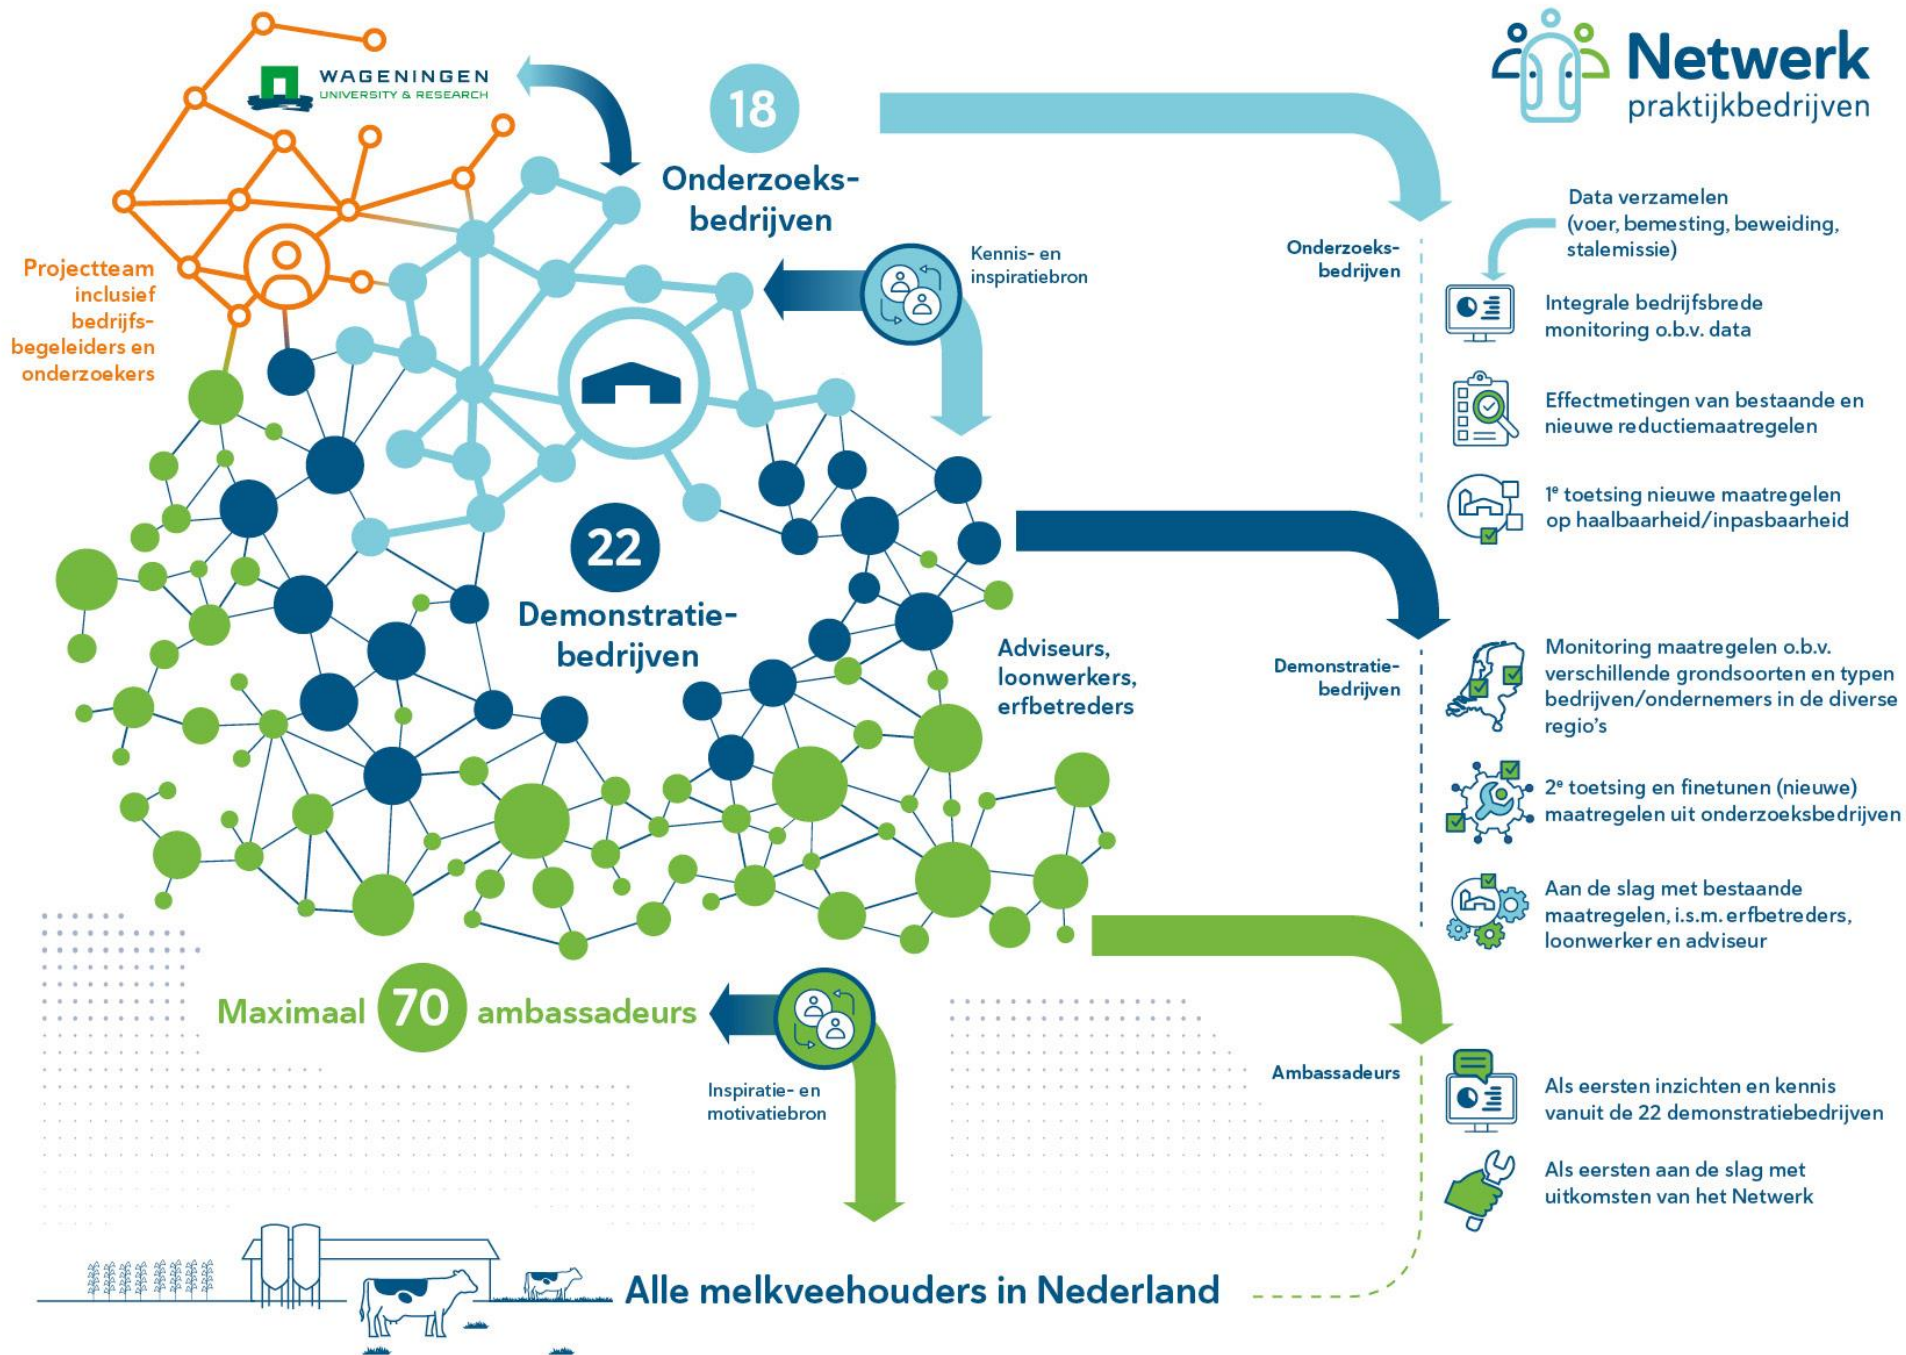 WAGENINGEN
UNIVERSITY & RESEARCH
18
Onderzoeks-
bedrijven
Netwerk
praktijkbedrijven
Projectteam
inclusief
bedrijfs-
begeleiders en
onderzoekers
Kennis- en
inspiratiebron
22
Demonstratie-
bedrijven
Adviseurs,
loonwerkers,
erfbetreders
Maximaal 70 ambassadeurs
Inspiratie- en
motivatiebron
Alle melkveehouders in Nederland
Onderzoeks-
bedrijven
Data verzamelen
(voer, bemesting, beweiding,
stalemissie)
Integrale bedrijfsbrede
monitoring o.b.v. data
Effectmetingen van bestaande en
nieuwe reductiemaatregelen
1e toetsing nieuwe maatregelen
op haalbaarheid/inpasbaarheid
Demonstratie-
bedrijven
Monitoring maatregelen o.b.v.
verschillende grondsoorten en typen
bedrijven/ondernemers in de diverse
regio's
2e toetsing en finetunen (nieuwe)
maatregelen uit onderzoeksbedrijven
Aan de slag met bestaande
maatregelen, i.s.m. erfbetreders,
loonwerker en adviseur
Ambassadeurs
Als eersten inzichten en kennis
vanuit de 22 demonstratiebedrijven
Als eersten aan de slag met
uitkomsten van het Netwerk